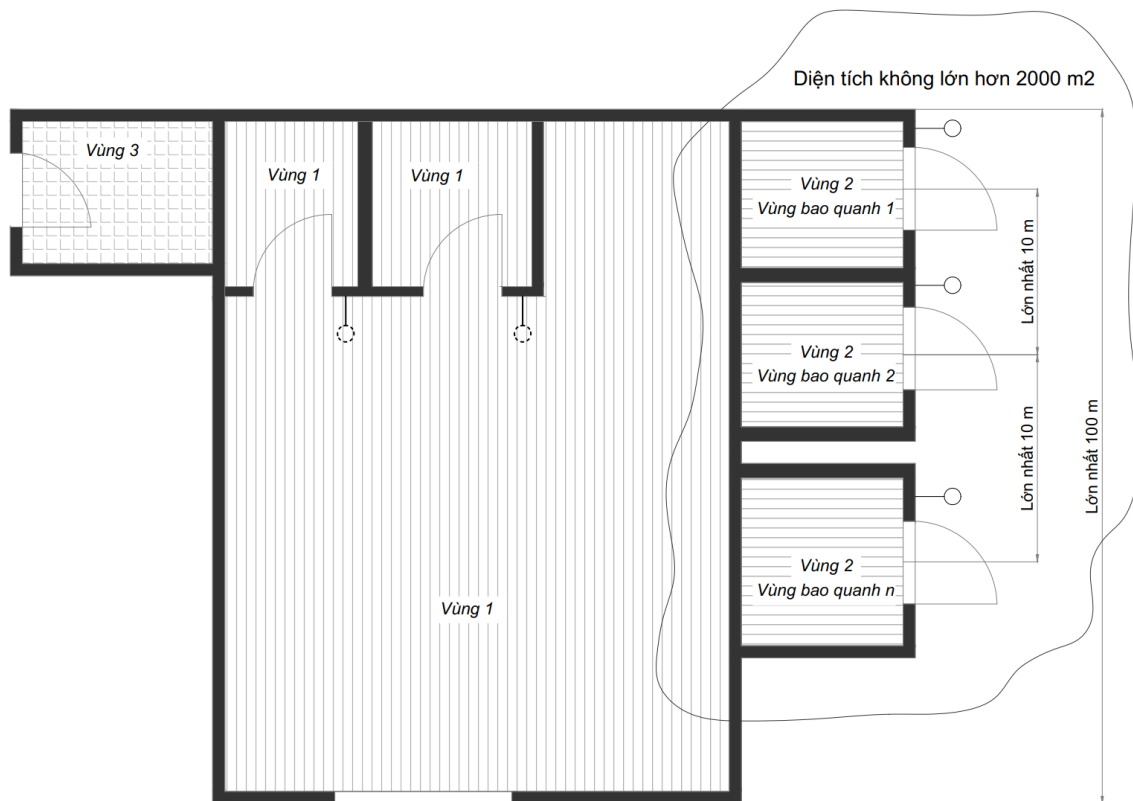 Diện tích không lớn hơn 2000 m2
Vùng 3
Vùng 1
Vùng 1
Vùng 2
Vùng bao quanh 1
Lớn nhất 10 m
Vùng 2
Vùng bao quanh 2
Lớn nhất 10 m
Lớn nhất 100 m
Vùng 2
Vùng bao quanh n
Vùng 1